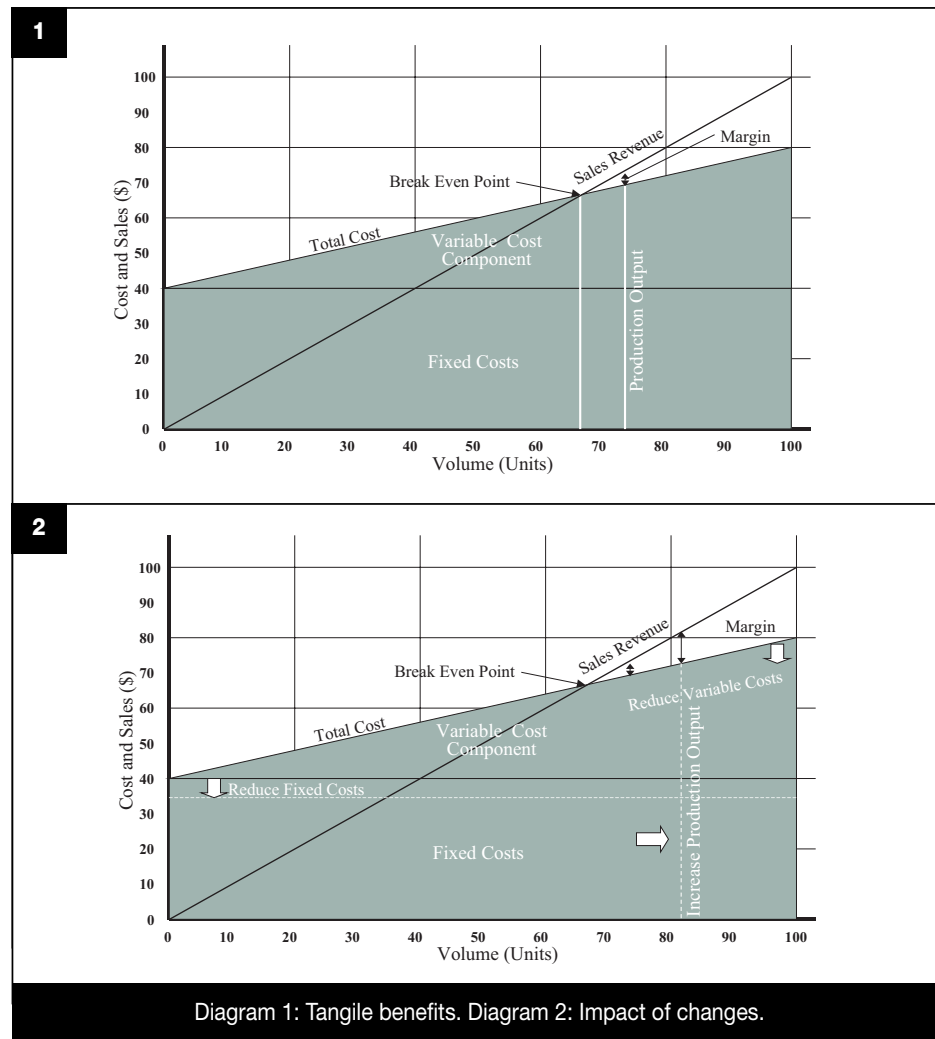 1
100
90
80
70
60
50
40
30
20
10
0
Cost and Sales ($)
Sales Revenue
Margin
Break Even Point
Total Cost
Variable Cost
Component
Fixed Costs
Production Output
0 10 20 30 40 50 60 70 80 90 100
Volume (Units)
2
100
90
80
70
60
50
40
30
20
10
0
Cost and Sales ($)
Sales Revenue
Margin
Break Even Point
Reduce Variable Costs
Total Cost
Variable Cost
Component
Reduce Fixed Costs
Fixed Costs
Increase Production Output
0 10 20 30 40 50 60 70 80 90 100
Volume (Units)
Diagram 1: Tangile benefits. Diagram 2: Impact of changes.